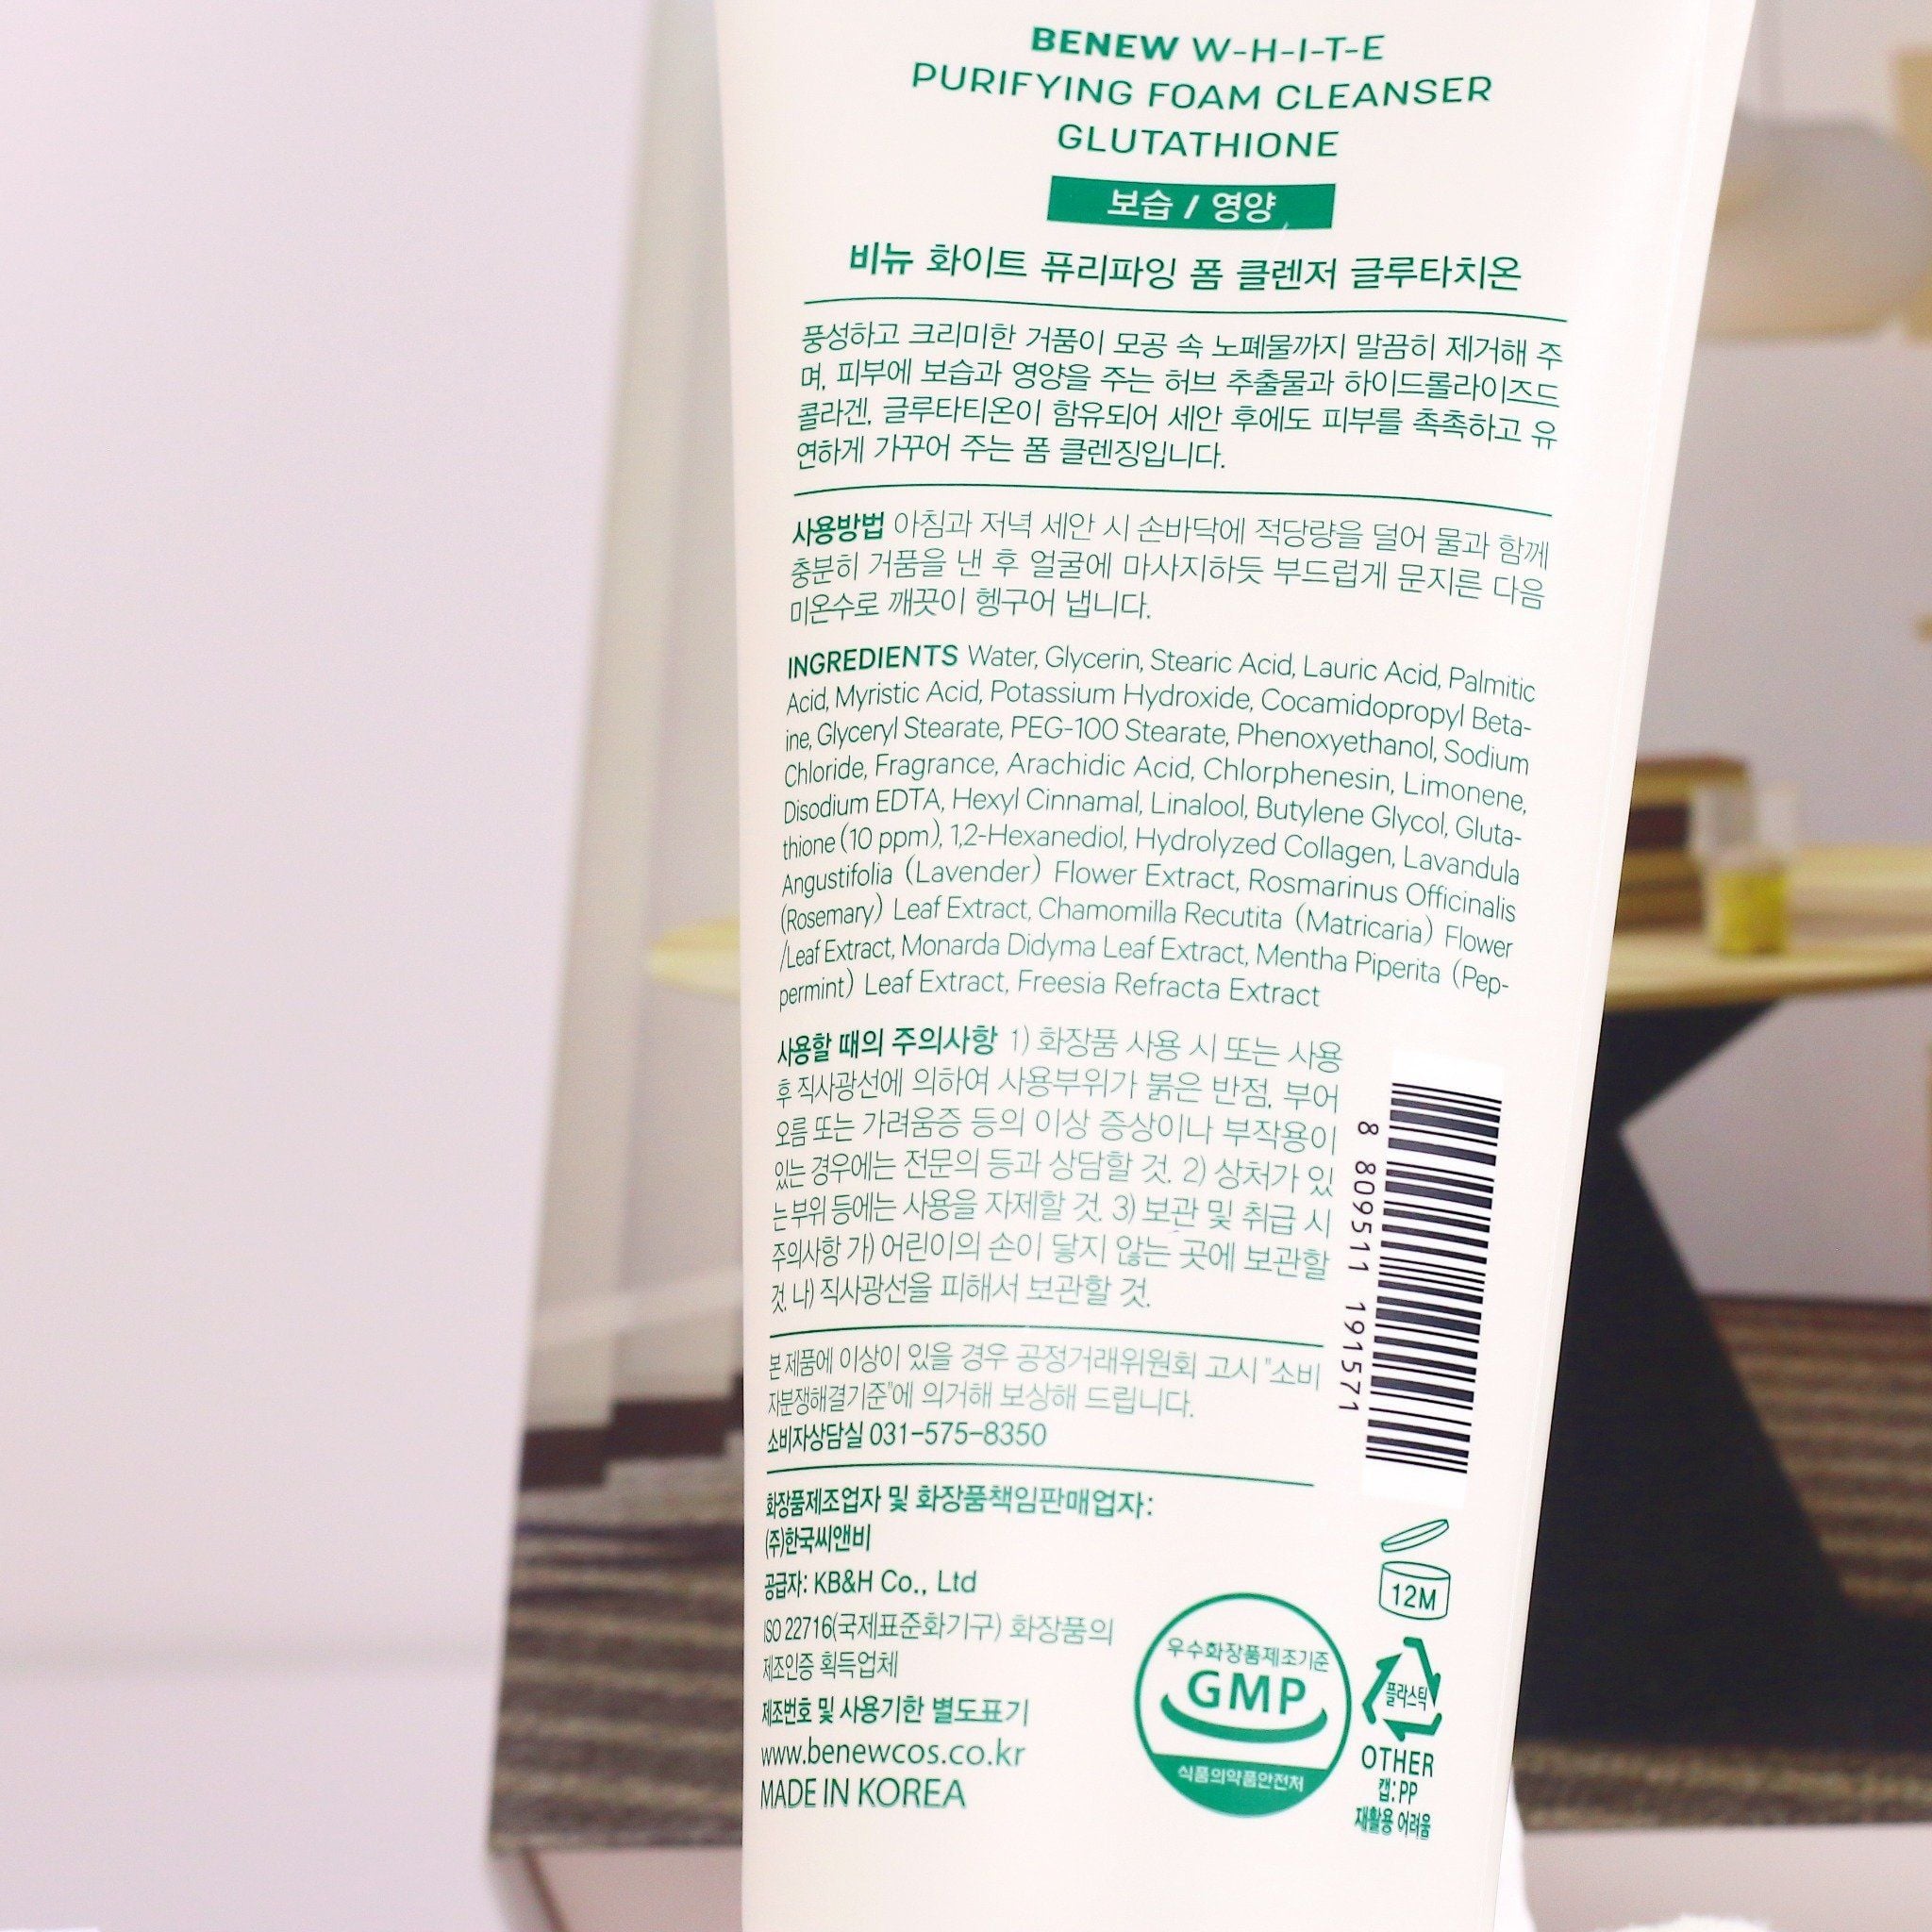 BENEW W-H-I-T-E
PURIFYING FOAM CLEANSER
GLUTATHIONE
보습 / 영양
비뉴 화이트 퓨리파잉 폼 클렌저 글루타치온
풍성하고 크리미한 거품이 모공 속 노폐물까지 말끔히 제거해 주
며, 피부에 보습과 영양을 주는 허브 추출물과 하이드롤라이즈드
콜라겐, 글루타티온이 함유되어 세안 후에도 피부를 촉촉하고 유
연하게 가꾸어 주는 폼 클렌징입니다.
사용방법 아침과 저녁 세안 시 손바닥에 적당량을 덜어 물과 함께
충분히 거품을 낸 후 얼굴에 마사지하듯 부드럽게 문지른 다음
미온수로 깨끗이 헹구어 냅니다.
INGREDIENTS Water, Glycerin, Stearic Acid, Lauric Acid, Palmitic
Acid, Myristic Acid, Potassium Hydroxide, Cocamidopropyl Beta-
ine, Glyceryl Stearate, PEG-100 Stearate, Phenoxyethanol, Sodium
Chloride, Fragrance, Arachidic Acid, Chlorphenesin, Limonene,
Disodium EDTA, Hexyl Cinnamal, Linalool, Butylene Glycol, Gluta-
thione (10 ppm), 1,2-Hexanediol, Hydrolyzed Collagen, Lavandula
Angustifolia (Lavender) Flower Extract, Rosmarinus Officinalis
(Rosemary) Leaf Extract, Chamomilla Recutita (Matricaria) Flower
/Leaf Extract, Monarda Didyma Leaf Extract, Mentha Piperita (Pep-
permint) Leaf Extract, Freesia Refracta Extract
사용할 때의 주의사항 1) 화장품 사용 시 또는 사용
후 직사광선에 의하여 사용부위가 붉은 반점, 부어
오름 또는 가려움증 등의 이상 증상이나 부작용이
있는 경우에는 전문의 등과 상담할 것. 2) 상처가 있
는 부위 등에는 사용을 자제할 것. 3) 보관 및 취급 시
주의사항 가) 어린이의 손이 닿지 않는 곳에 보관할
것. 나) 직사광선을 피해서 보관할 것.
8 809511 191571
본 제품에 이상이 있을 경우 공정거래위원회 고시 "소비
자분쟁해결기준"에 의거해 보상해 드립니다.
소비자상담실 031-575-8350
화장품제조업자 및 화장품책임판매업자:
(주)한국씨앤비
공급자: KB&H Co., Ltd
ISO 22716(국제표준화기구) 화장품의
제조인증 획득업체
제조번호 및 사용기한 별도표기
www.benewcos.co.kr
MADE IN KOREA
우수화장품제조기준
GMP
식품의약품안전처
12M
플라스틱
OTHER
캡: PP
재활용 어려움